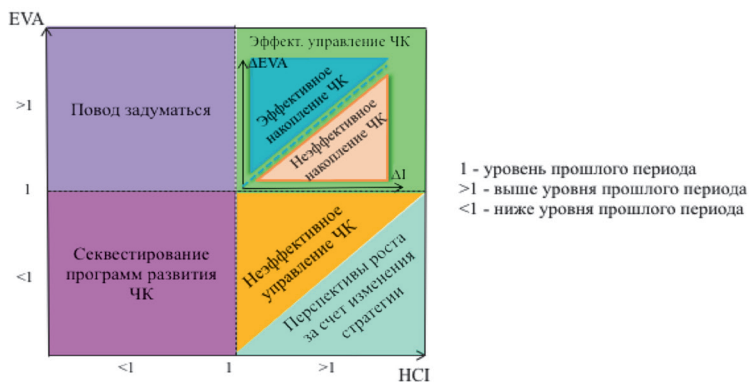 EVA
Эффект. управление ЧК
ΔEVA
>1
Повод задуматься
Эффективное
накопление ЧК
Неэффективное
накопление ЧК
ΔI
1
1 - уровень прошлого периода
>1 - выше уровня прошлого периода
<1 - ниже уровня прошлого периода
<1
Секвестирование
программ развития
ЧК
Неэффективное
управление ЧК
Перспективы роста
за счет изменения
стратегии
<1
1
>1
HCI